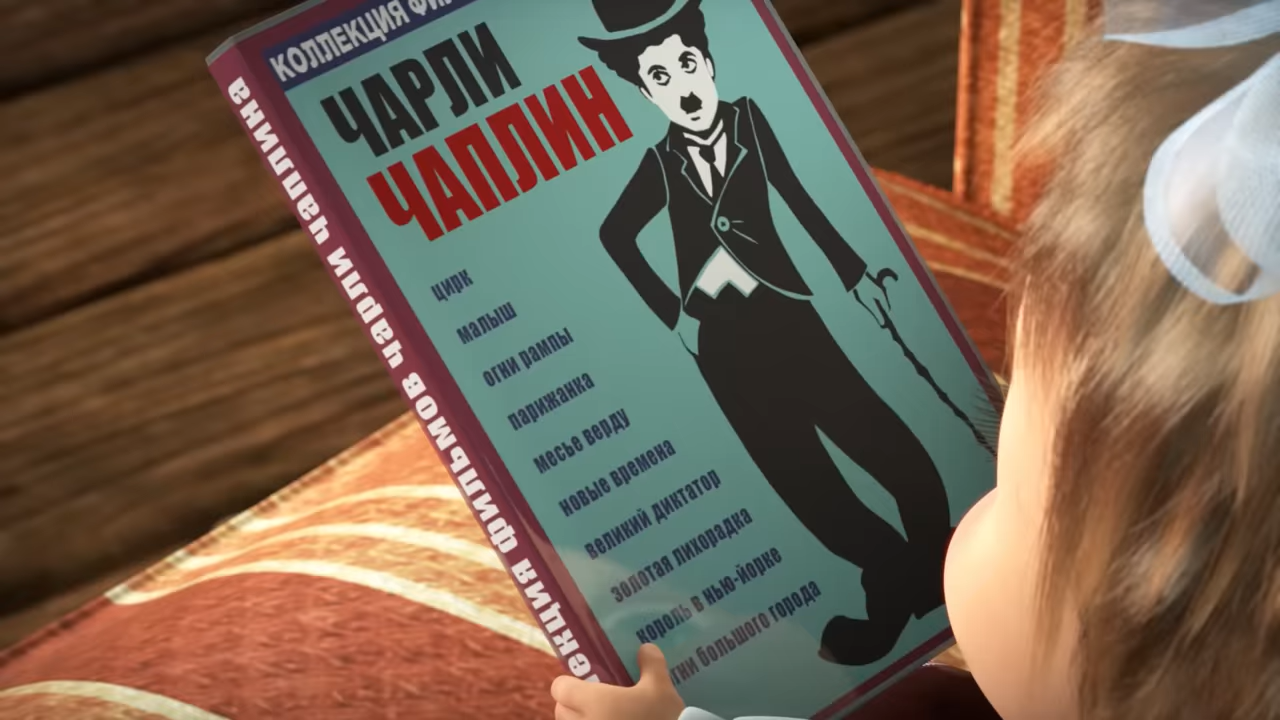 КОЛЛЕКЦИЯ
ЧАРЛИ
ЧАПЛИН
цирк
малыш
огни рампы
парижанка
месье верду
новые времена
великий диктатор
золотая лихорадка
король в нью-йорке
большого города
фильмов чарли чаплина